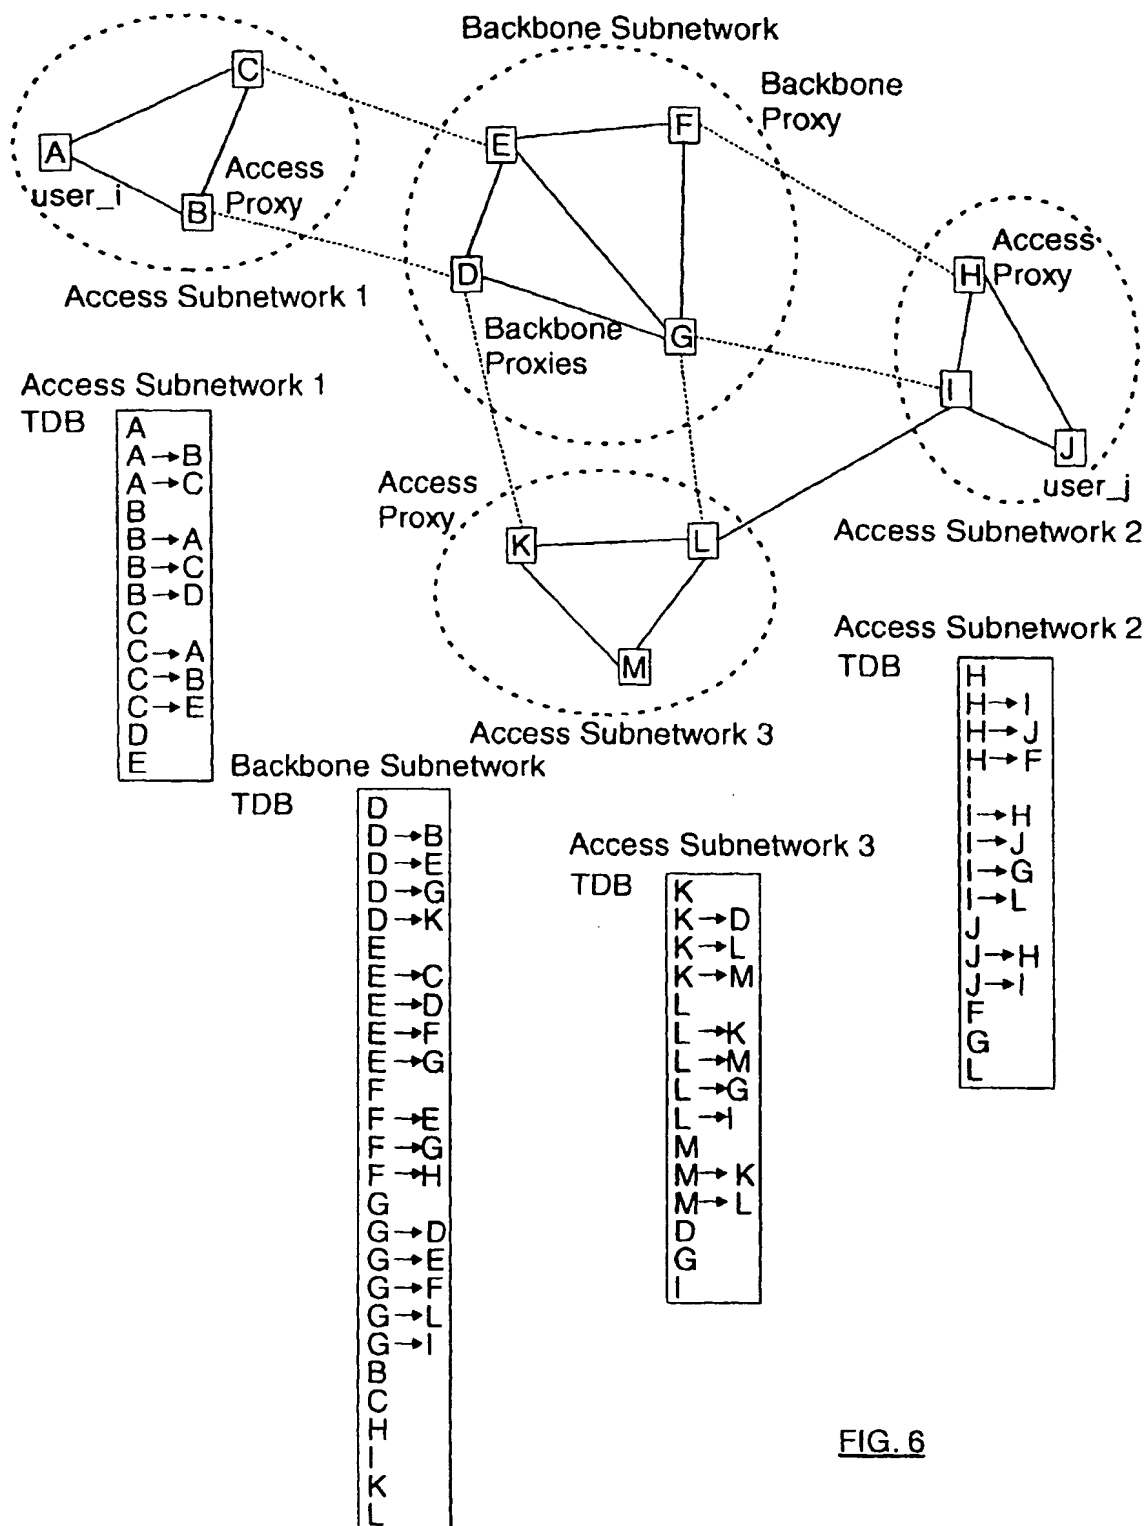 Backbone Subnetwork
C
Backbone
Proxy
F
E
A
Access
Proxy
user_i
B
Access
Proxy
H
D
Access Subnetwork 1
Backbone
Proxies
G
I
J
user_j
Access Subnetwork 2
Access
Proxy
K
L
M
Access Subnetwork 3
Access Subnetwork 1
TDB
A
A→B
A→C
B
B→A
B→C
B→D
C
C→A
C→B
C→E
D
E
Backbone Subnetwork
TDB
D
D→B
D→E
D→G
D→K
E
E→C
E→D
E→F
E→G
F
F→E
F→G
F→H
G
G→D
G→E
G→F
G→L
G→I
B
C
H
I
K
L
Access Subnetwork 3
TDB
K
K→D
K→L
K→M
L
L→K
L→M
L→G
L→I
M
M→K
M→L
D
G
I
Access Subnetwork 2
TDB
H
H→I
H→J
H→F
I
I→H
I→J
I→G
I→L
J
J→H
J→I
F
G
L
FIG. 6